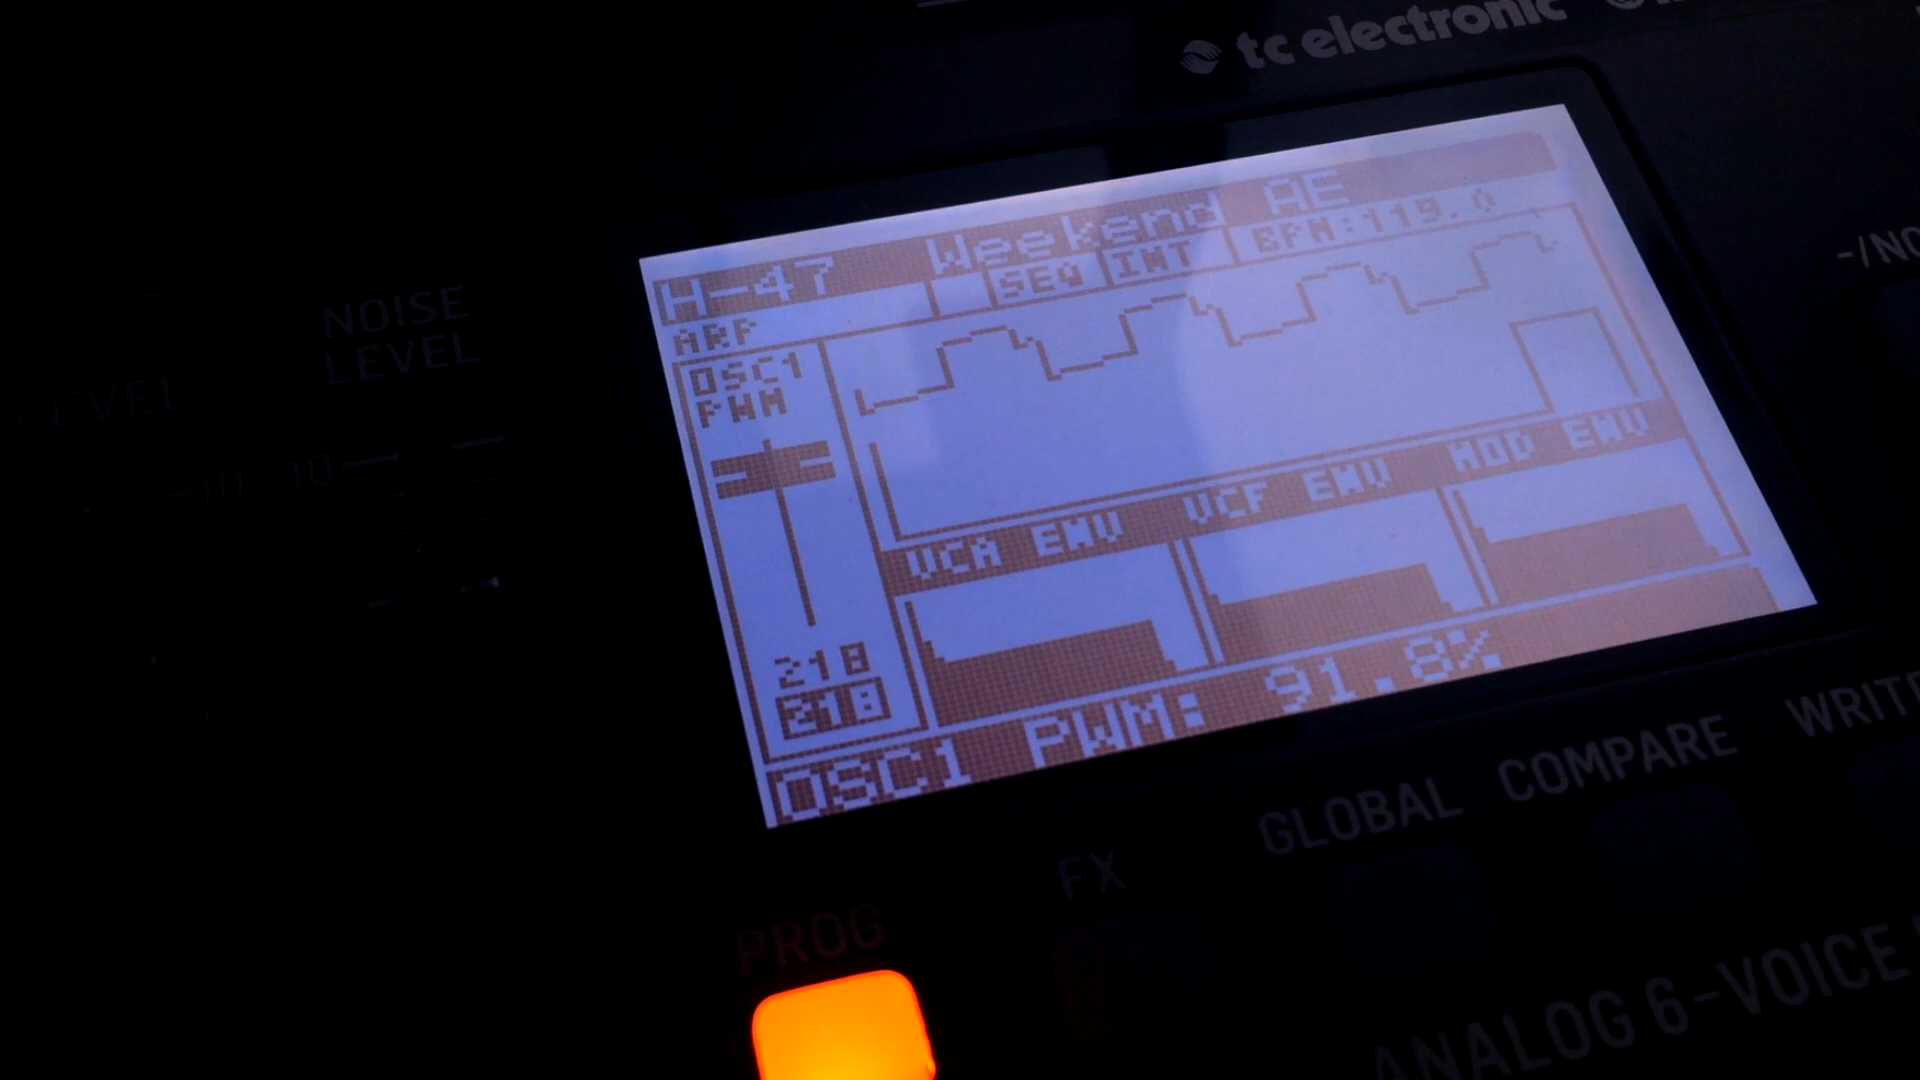 tc electronic
NOISE
LEVEL
LEVEL
10 10
H-47 Weekend AE
ARP SEQ INT BPM:119.0
OSC1
PWM
VCA ENV VCF ENV MOD ENV
218
218
OSC1 PWM: 91.8%
PROG FX GLOBAL COMPARE WRITE
ANALOG 6-VOICE